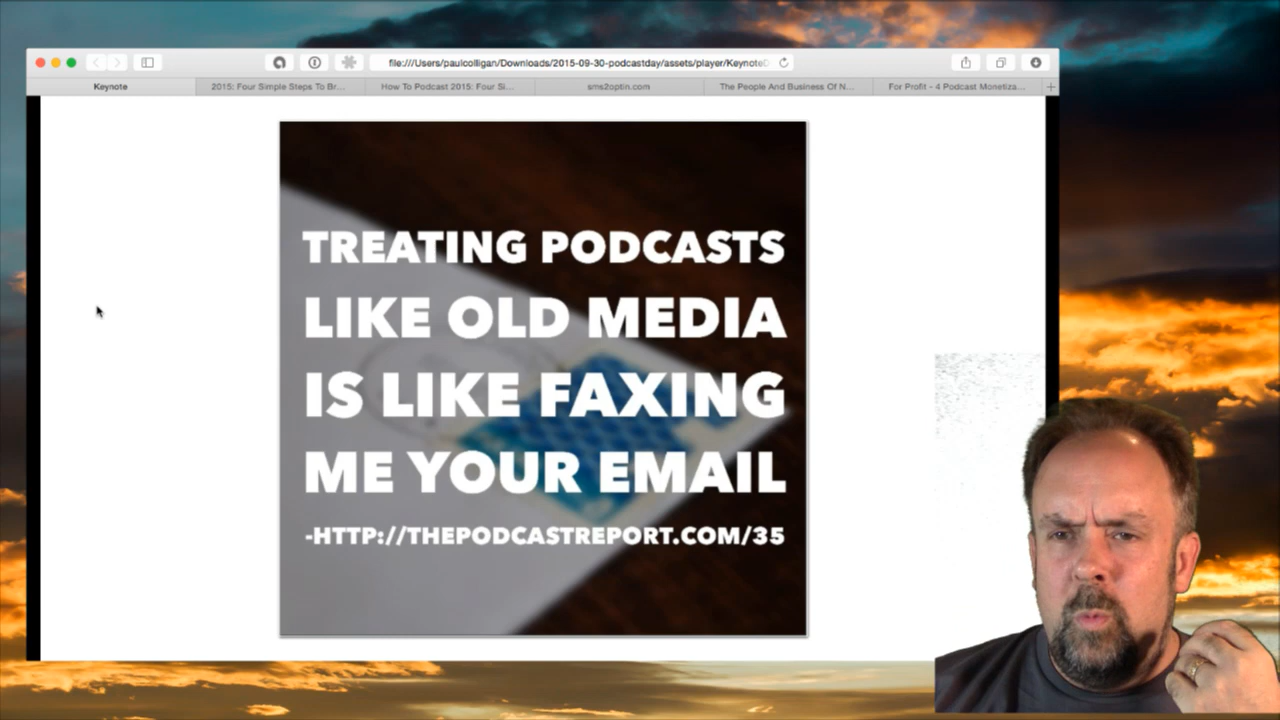 file:///Users/paulcolligan/Downloads/2015-09-30-podcastday/assets/player/KeynoteD
Keynote
2015: Four Simple Steps To Br...
How To Podcast 2015: Four Si...
sms2optin.com
The People And Business Of N...
For Profit - 4 Podcast Monetiza...
TREATING PODCASTS
LIKE OLD MEDIA
IS LIKE FAXING
ME YOUR EMAIL
-HTTP://THEPODCASTREPORT.COM/35